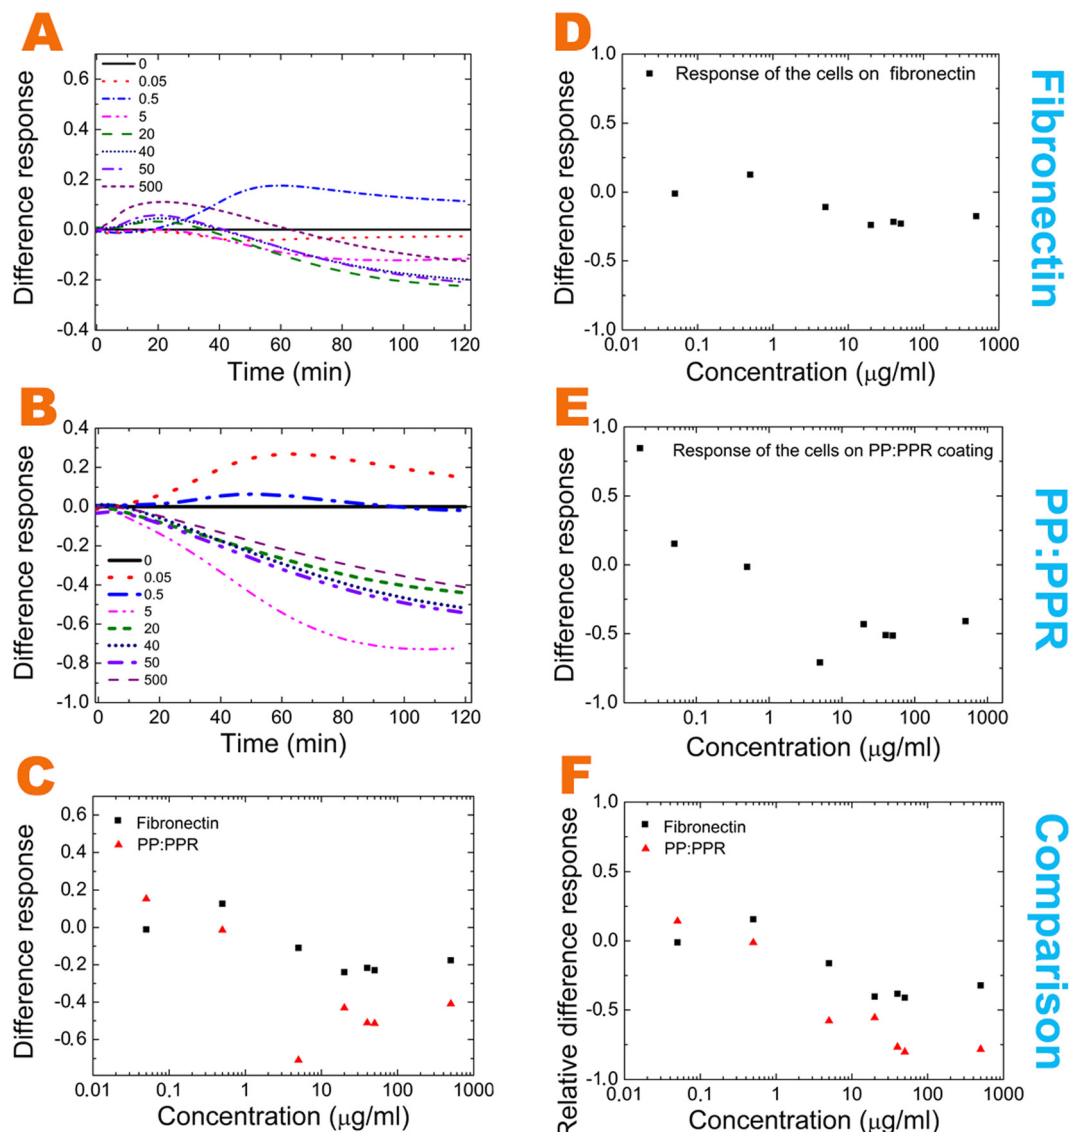 A
Difference response
0.6
0.4
0.2
0.0
-0.2
-0.4
0
0.05
0.5
5
20
40
50
500
0 20 40 60 80 100 120
Time (min)
D
Difference response
1.0
0.5
0.0
-0.5
-1.0
Response of the cells on fibronectin
0.01 0.1 1 10 100 1000
Concentration (μg/ml)
Fibronectin
B
Difference response
0.4
0.2
0.0
-0.2
-0.4
-0.6
-0.8
-1.0
0
0.05
0.5
5
20
40
50
500
0 20 40 60 80 100 120
Time (min)
E
Difference response
1.0
0.5
0.0
-0.5
-1.0
Response of the cells on PP:PPR coating
0.1 1 10 100 1000
Concentration (μg/ml)
PP:PPR
C
Difference response
0.6
0.4
0.2
0.0
-0.2
-0.4
-0.6
Fibronectin
PP:PPR
0.01 0.1 1 10 100 1000
Concentration (μg/ml)
F
Relative difference response
1.0
0.5
0.0
-0.5
-1.0
Fibronectin
PP:PPR
0.01 0.1 1 10 100 1000
Concentration (μg/ml)
Comparison